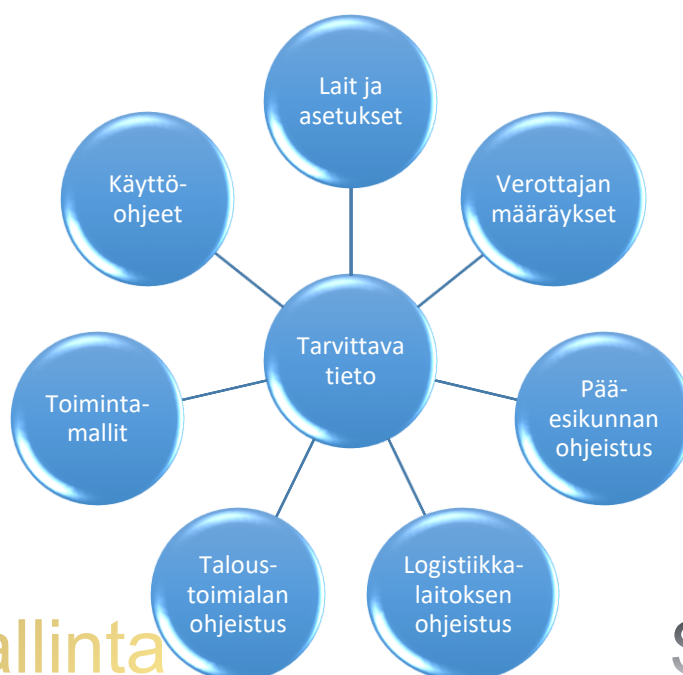 Lait ja
asetukset
Verottajan
määräykset
Pää-
esikunnan
ohjeistus
Logistiikka-
laitoksen
ohjeistus
Talous-
toimialan
ohjeistus
Toiminta-
mallit
Käyttö-
ohjeet
Tarvittava
tieto
allinta
S